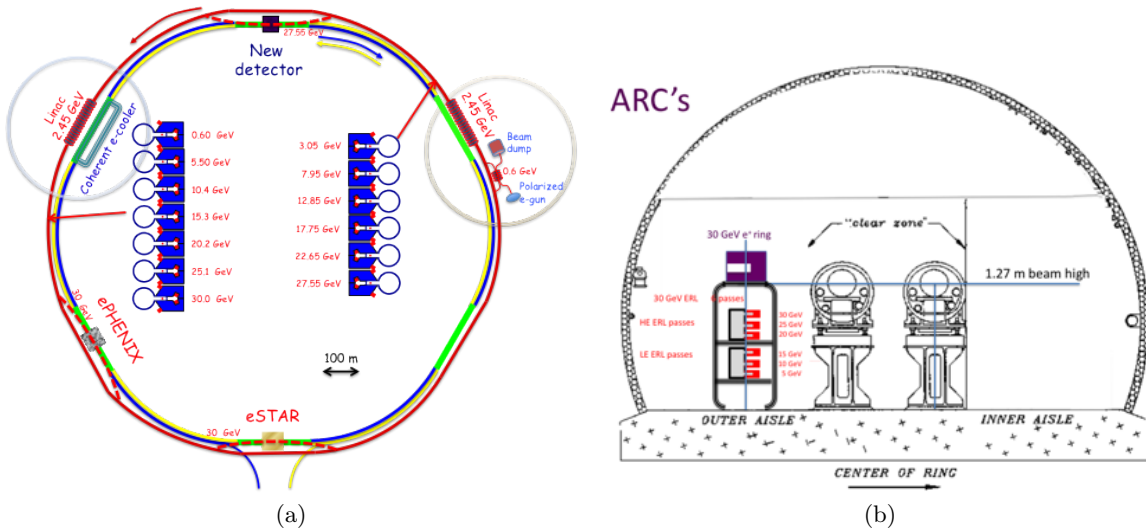 27.55 GeV
New
detector
Linac
2.45 GeV
Coherent e-cooler
Linac
2.45 GeV
Beam
dump
0.6 GeV
Polarized
e-gun
0.60 GeV
5.50 GeV
10.4 GeV
15.3 GeV
20.2 GeV
25.1 GeV
30.0 GeV
3.05 GeV
7.95 GeV
12.85 GeV
17.75 GeV
22.65 GeV
27.55 GeV
30 GeV
ePHENIX
100 m
eSTAR
30 GeV
(a)
ARC's
"clear zone"
30 GeV e⁺ ring
1.27 m beam high
30 GeV ERL passes
HE ERL passes
30 GeV
25 GeV
20 GeV
LE ERL passes
15 GeV
10 GeV
5 GeV
OUTER AISLE
INNER AISLE
CENTER OF RING
(b)